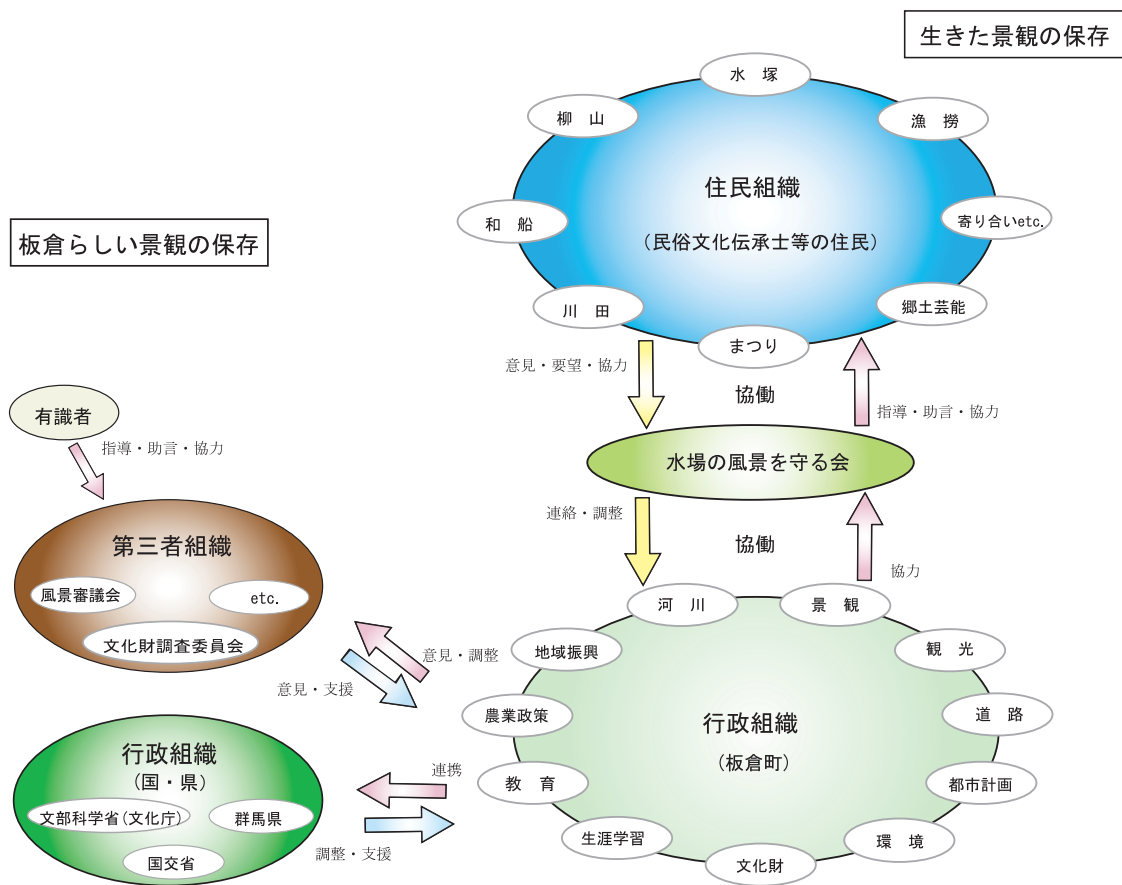 生きた景観の保存
水 塚
柳 山
漁 撈
住民組織
和 船
寄り合いetc.
(民俗文化伝承士等の住民)
板倉らしい景観の保存
川 田
郷土芸能
まつり
意見・要望・協力
協働
指導・助言・協力
有識者
指導・助言・協力
水場の風景を守る会
連絡・調整
協働
協力
第三者組織
風景審議会
etc.
文化財調査委員会
意見・調整
意見・支援
河 川
景 観
地域振興
観 光
農業政策
道 路
行政組織
(板倉町)
教 育
都市計画
生涯学習
環 境
文化財
行政組織
(国・県)
文部科学省(文化庁)
群馬県
国交省
連携
調整・支援